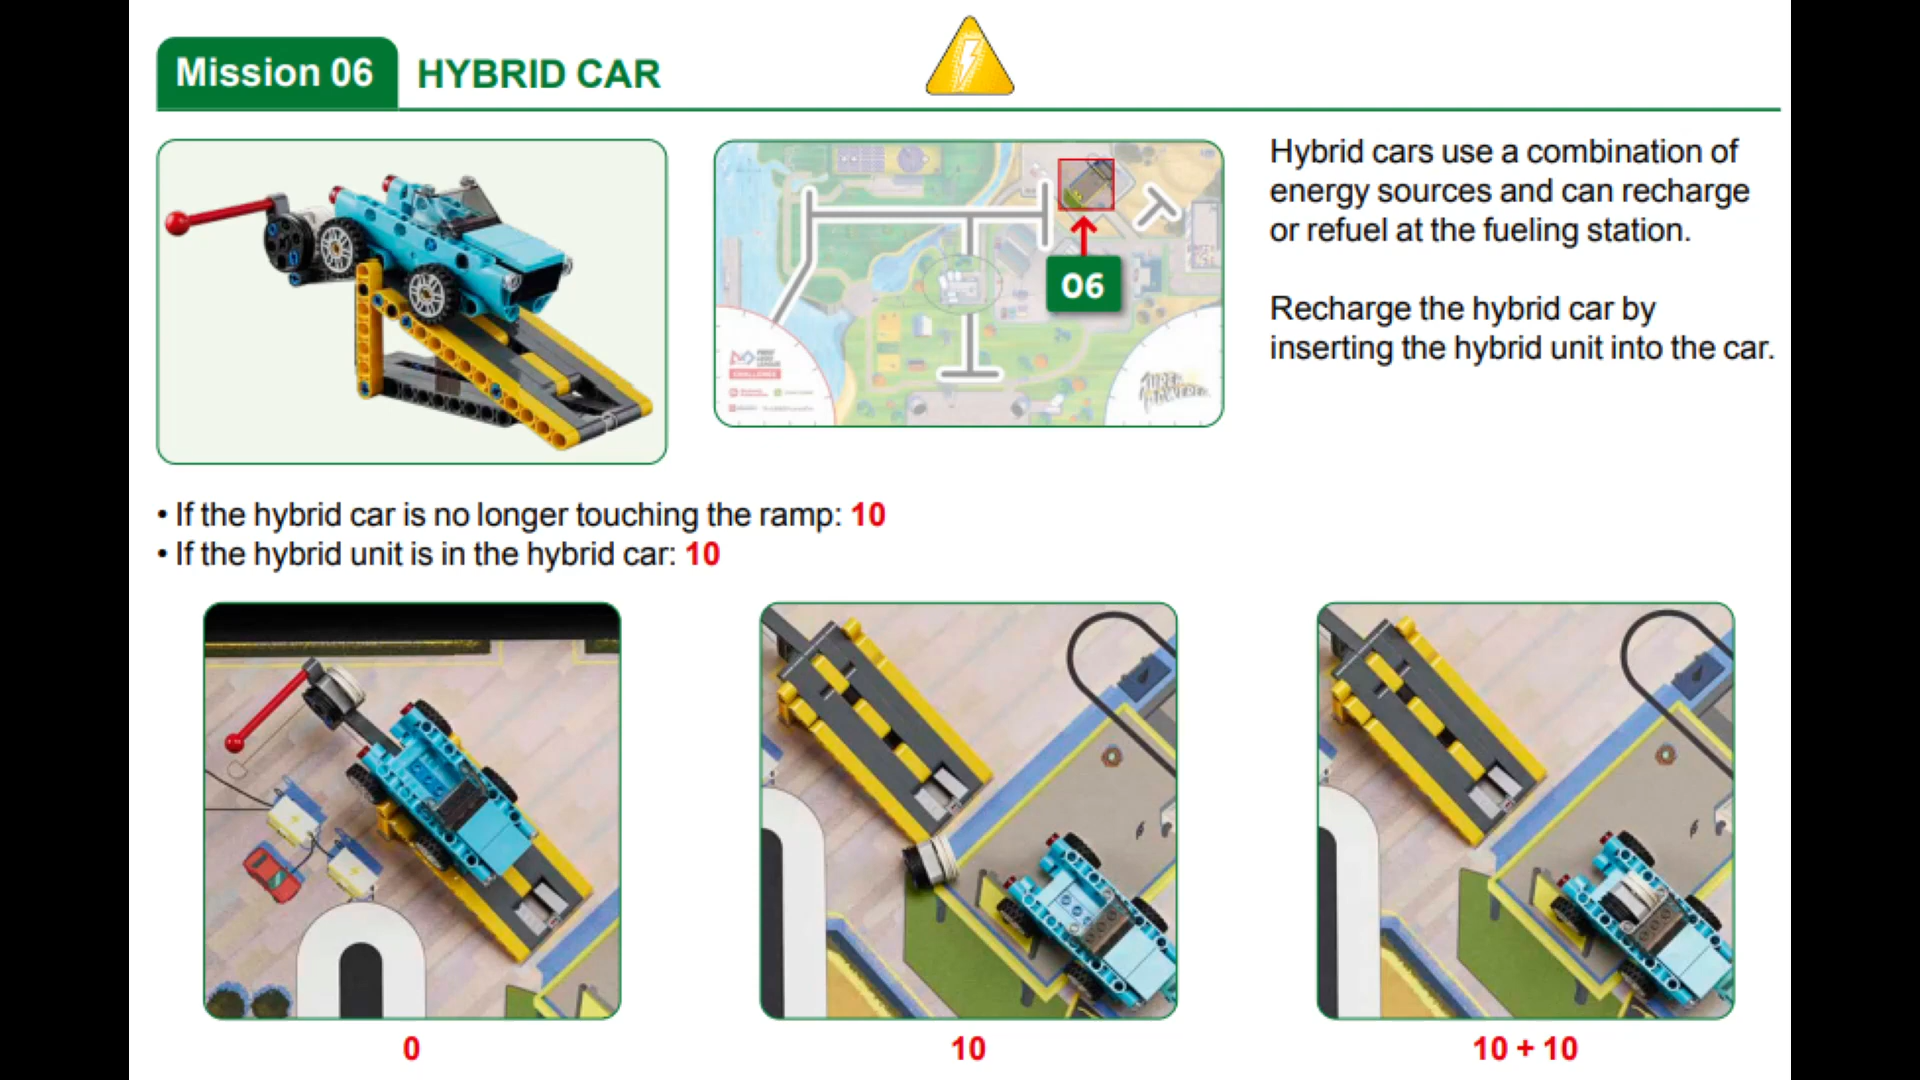 Mission 06 HYBRID CAR
Hybrid cars use a combination of
energy sources and can recharge
or refuel at the fueling station.
06
Recharge the hybrid car by
inserting the hybrid unit into the car.
CHALLENGE
SUPER
POWERED
• If the hybrid car is no longer touching the ramp: 10
• If the hybrid unit is in the hybrid car: 10
0
10
10 + 10